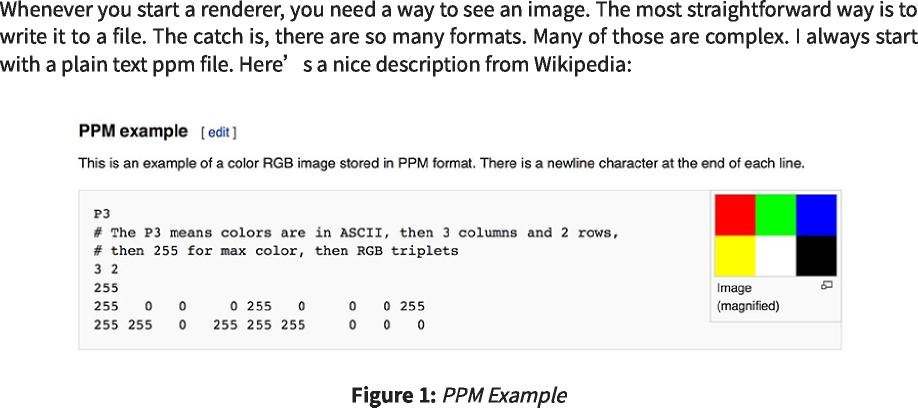 Whenever you start a renderer, you need a way to see an image. The most straightforward way is to
write it to a file. The catch is, there are so many formats. Many of those are complex. I always start
with a plain text ppm file. Here’s a nice description from Wikipedia:
PPM example [ edit ]
This is an example of a color RGB image stored in PPM format. There is a newline character at the end of each line.
P3
# The P3 means colors are in ASCII, then 3 columns and 2 rows,
# then 255 for max color, then RGB triplets
3 2
255
255 0 0 0 255 0 0 0 255
255 255 0 255 255 255 0 0 0
Image
(magnified)
Figure 1: PPM Example